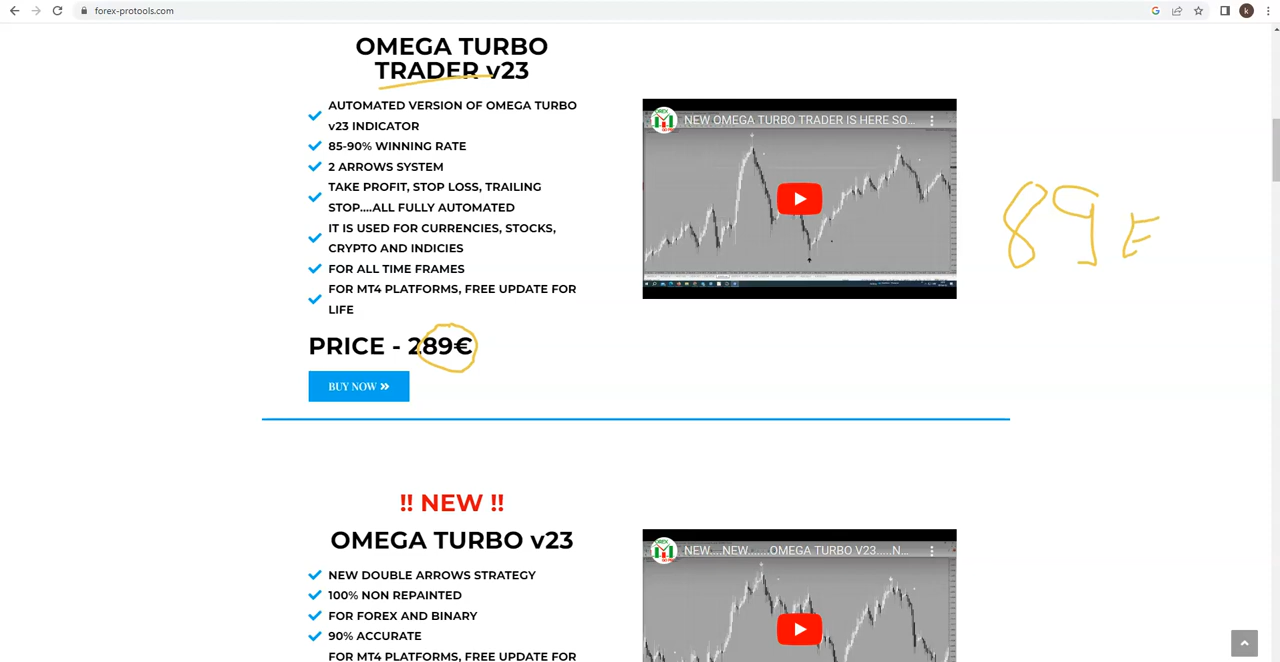 forex-protools.com
G
k
OMEGA TURBO
TRADER v23
AUTOMATED VERSION OF OMEGA TURBO
v23 INDICATOR
85-90% WINNING RATE
2 ARROWS SYSTEM
TAKE PROFIT, STOP LOSS, TRAILING
STOP....ALL FULLY AUTOMATED
IT IS USED FOR CURRENCIES, STOCKS,
CRYPTO AND INDICIES
FOR ALL TIME FRAMES
FOR MT4 PLATFORMS, FREE UPDATE FOR
LIFE
PRICE - 289€
BUY NOW »
NEW OMEGA TURBO TRADER IS HERE SO...
89 E
!! NEW !!
OMEGA TURBO v23
NEW DOUBLE ARROWS STRATEGY
100% NON REPAINTED
FOR FOREX AND BINARY
90% ACCURATE
FOR MT4 PLATFORMS, FREE UPDATE FOR
NEW....NEW......OMEGA TURBO V23.....N...